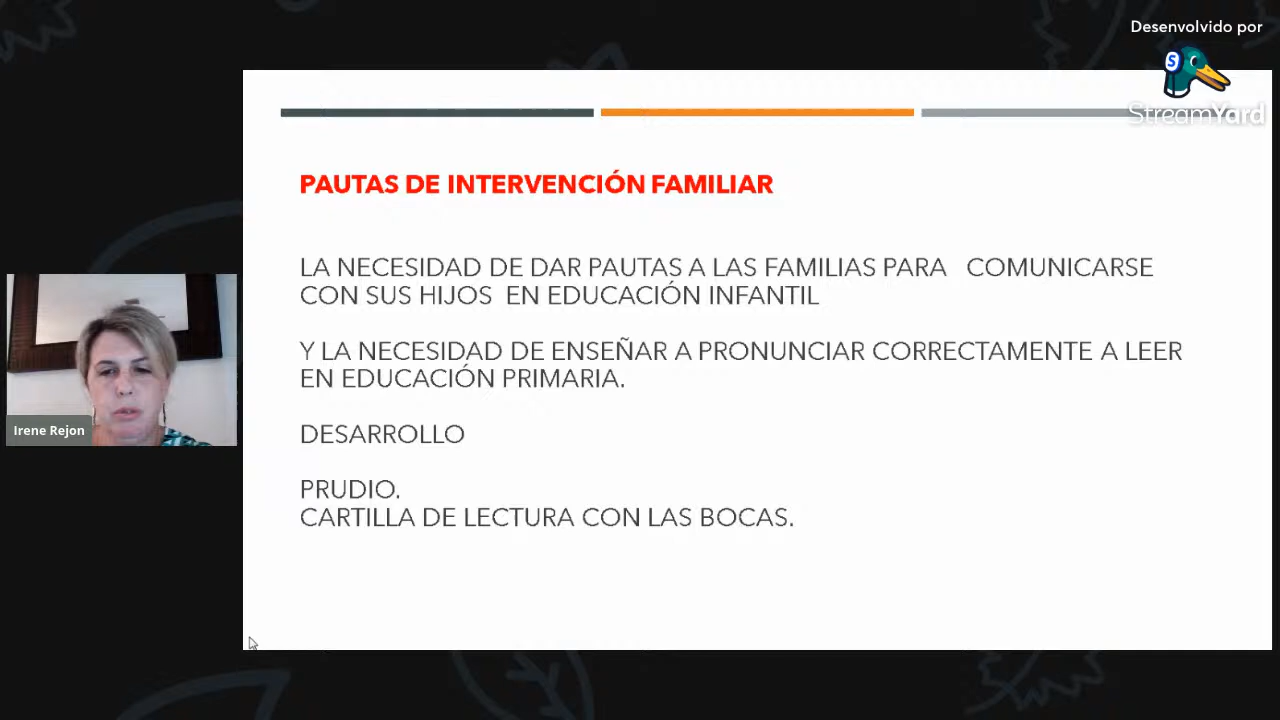 Desenvolvido por
S
StreamYard
PAUTAS DE INTERVENCIÓN FAMILIAR
LA NECESIDAD DE DAR PAUTAS A LAS FAMILIAS PARA COMUNICARSE
CON SUS HIJOS EN EDUCACIÓN INFANTIL
Y LA NECESIDAD DE ENSEÑAR A PRONUNCIAR CORRECTAMENTE A LEER
EN EDUCACIÓN PRIMARIA.
DESARROLLO
PRUDIO.
CARTILLA DE LECTURA CON LAS BOCAS.
Irene Rejon